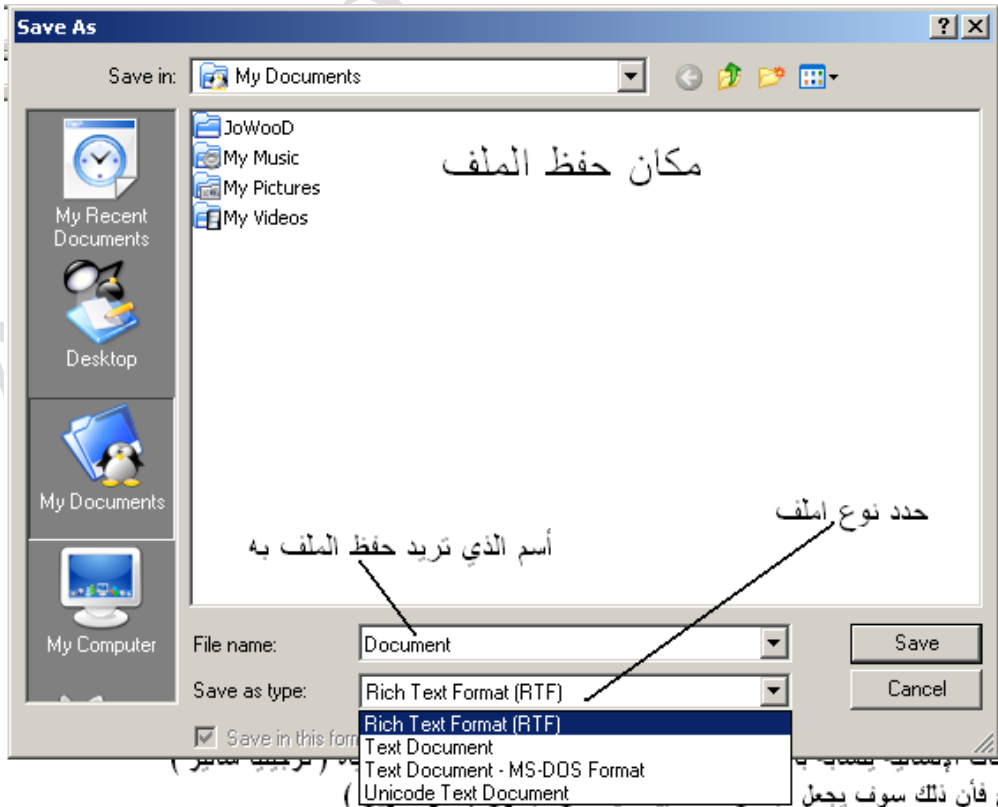 Save As
Save in: My Documents
JoWooD
مكان حفظ الملف
My Music
My Pictures
My Videos
My Recent
Documents
Desktop
My Documents
My Computer
حدد نوع املف
أسم الذي تريد حفظ الملف به
File name: Document Save
Save as type: Rich Text Format (RTF) Cancel
Save in this
Rich Text Format (RTF)
Text Document
Text Document - MS-DOS Format
Unicode Text Document
فأن ذلك سوف يجعل